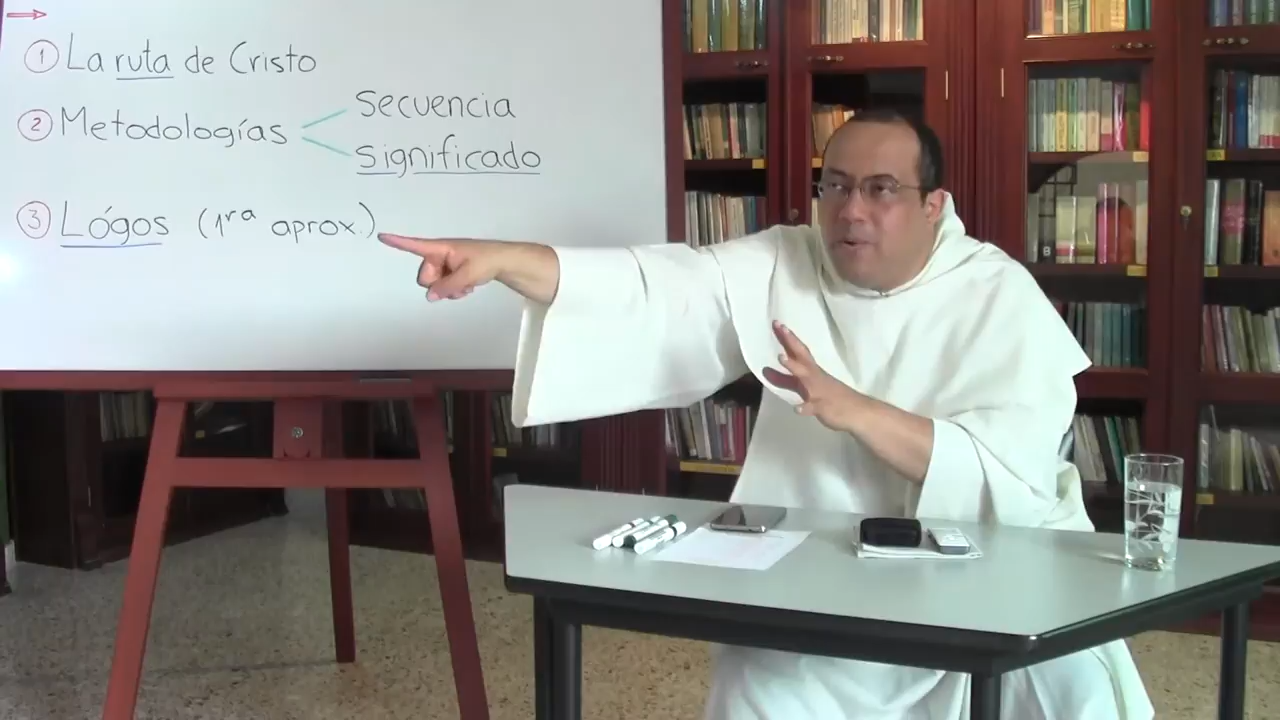 ① La ruta de Cristo
② Metodologías
Secuencia
Significado
③ Lógos (1ra aprox.)